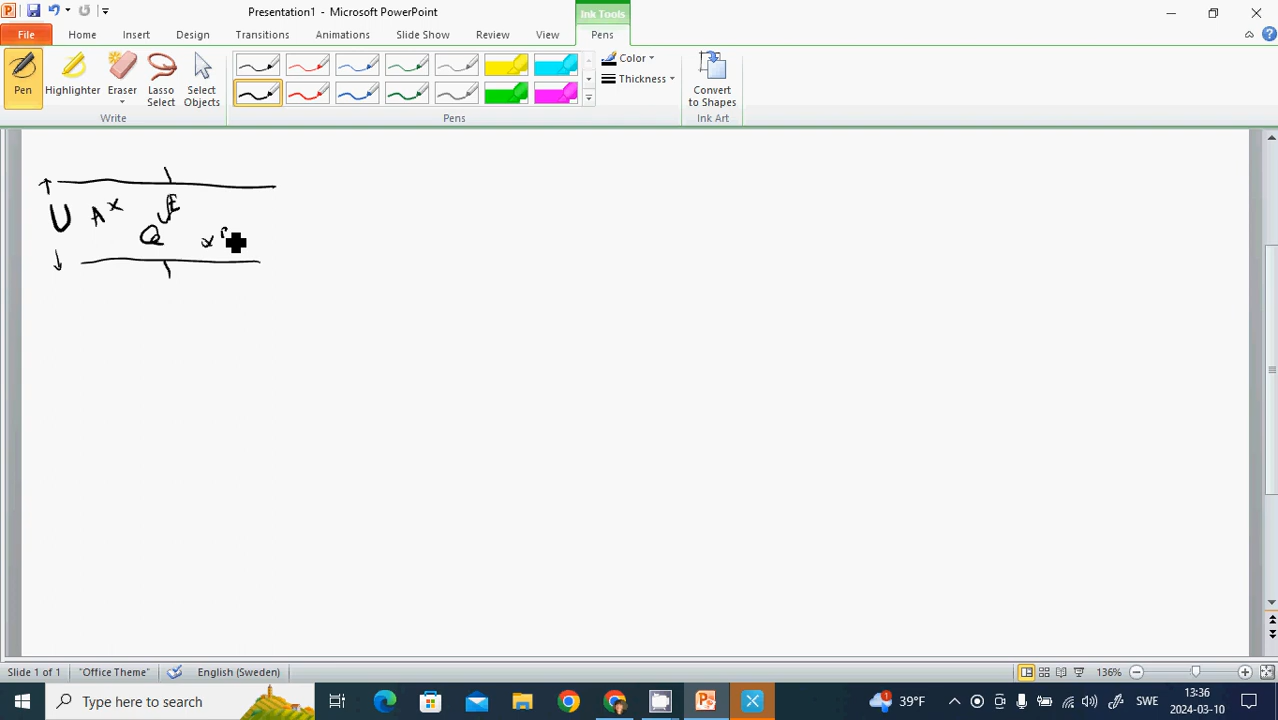 Presentation1 - Microsoft PowerPoint
Ink Tools
File Home Insert Design Transitions Animations Slide Show Review View Pens
Pen
Highlighter
Eraser
Lasso Select
Select Objects
Color
Thickness
Convert to Shapes
Write
Pens
Ink Art
U A x
Q E
Slide 1 of 1 "Office Theme" English (Sweden) 136%
Type here to search
1
39°F
SWE
13:36
2024-03-10